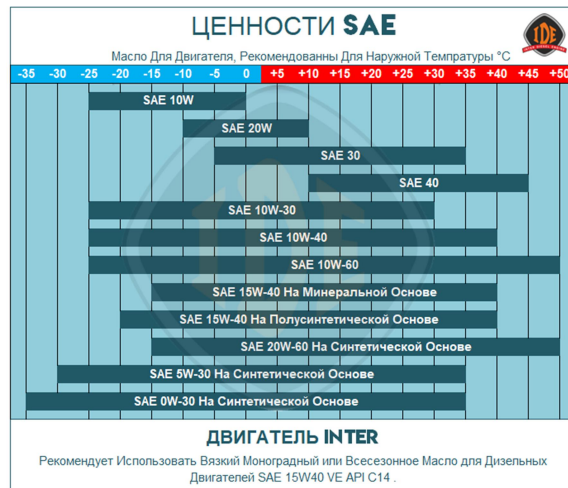 ЦЕННОСТИ SAE
IDE
Масло Для Двигателя, Рекомендованны Для Наружной Темпратуры °C
-35 -30 -25 -20 -15 -10 -5 0 +5 +10 +15 +20 +25 +30 +35 +40 +45 +50
SAE 10W
SAE 20W
SAE 30
SAE 40
SAE 10W-30
SAE 10W-40
SAE 10W-60
SAE 15W-40 На Минеральной Основе
SAE 15W-40 На Полусинтетической Основе
SAE 20W-60 На Синтетической Основе
SAE 5W-30 На Синтетической Основе
SAE 0W-30 На Синтетической Основе
IDE
ДВИГАТЕЛЬ INTER
Рекомендует Использовать Вязкий Моноградный или Всесезонное Масло для Дизельных
Двигателей SAE 15W40 VE API C14 .